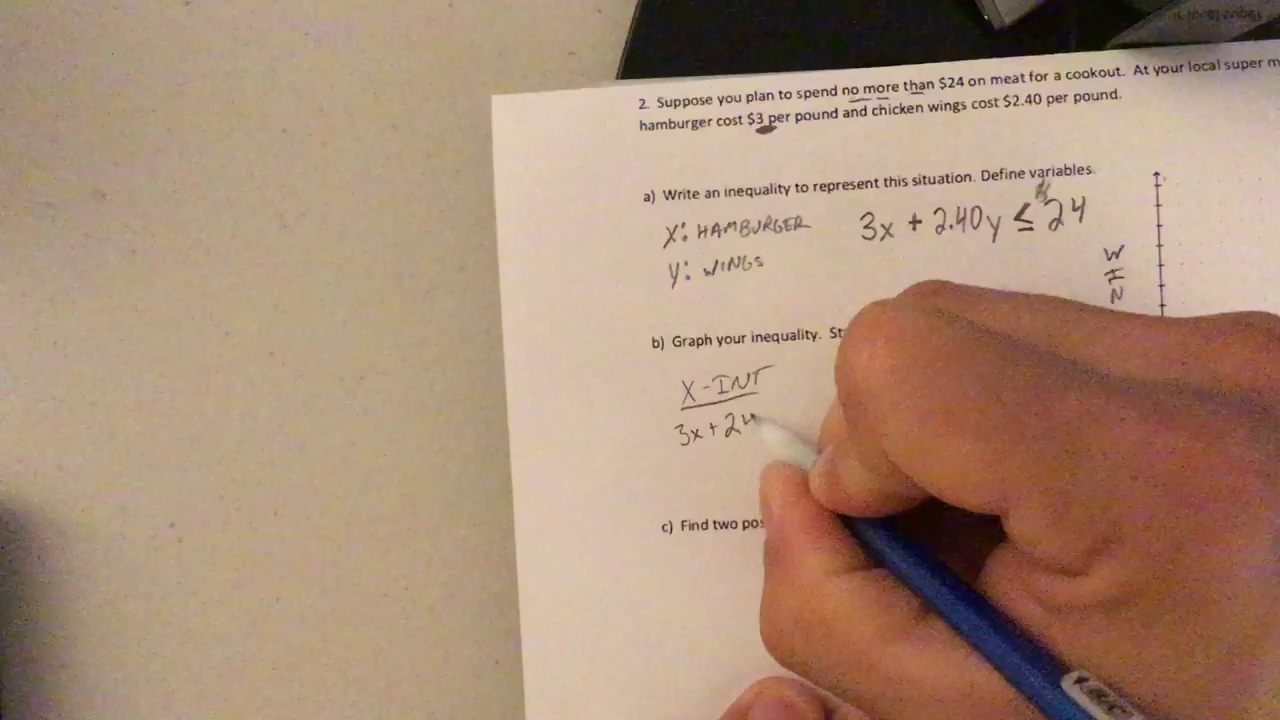 2. Suppose you plan to spend no more than $24 on meat for a cookout. At your local super
hamburger cost $3 per pound and chicken wings cost $2.40 per pound.
a) Write an inequality to represent this situation. Define variables.
X: HAMBURGER
3x + 2.40y ≤ 24
y: WINGS
b) Graph your inequality.
X-INT
3x + 24
c) Find two